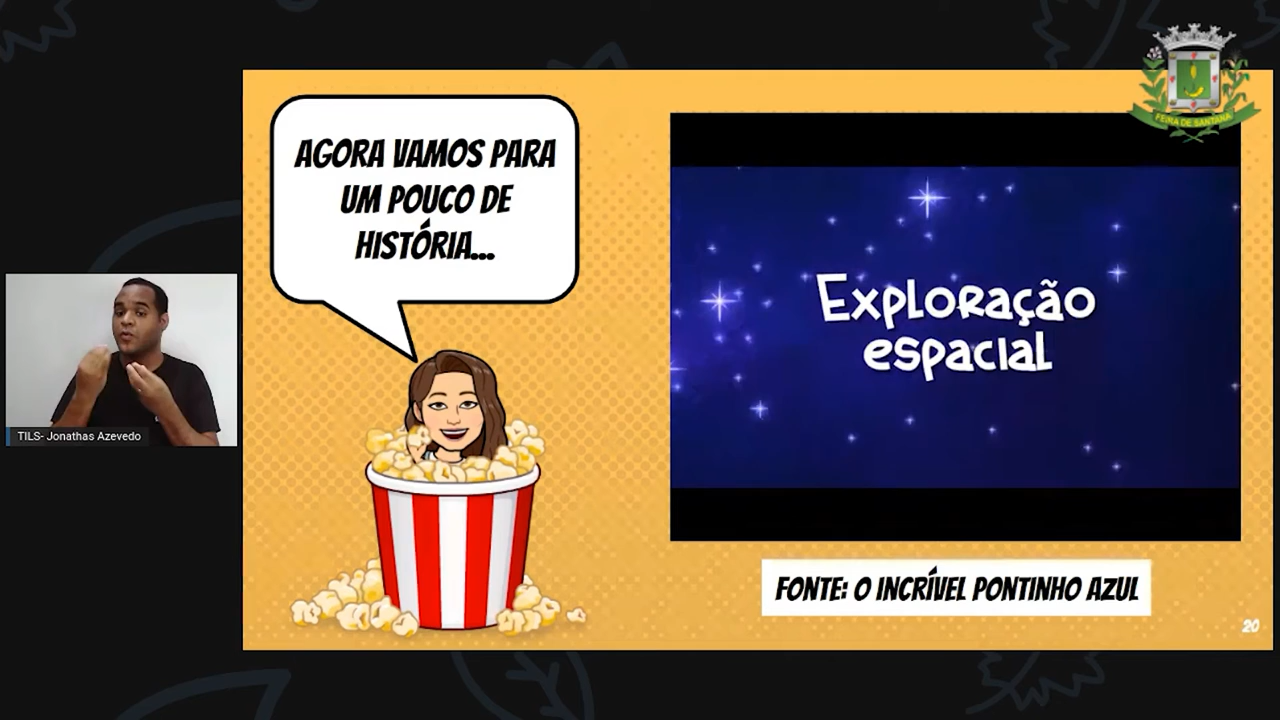 FEIRA DE SANTANA
AGORA VAMOS PARA
UM POUCO DE
HISTÓRIA...
Exploração
espacial
TILS- Jonathas Azevedo
FONTE: O INCRÍVEL PONTINHO AZUL
20